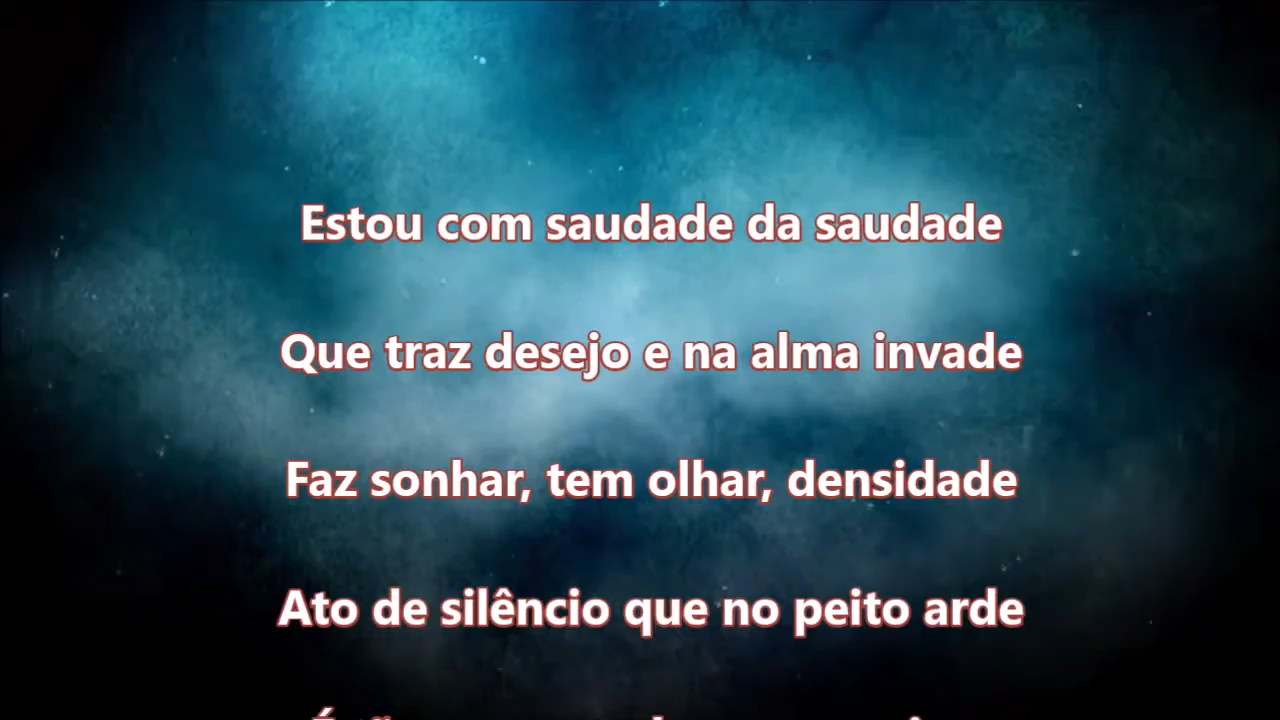 Estou com saudade da saudade
Que traz desejo e na alma invade
Faz sonhar, tem olhar, densidade
Ato de silêncio que no peito arde